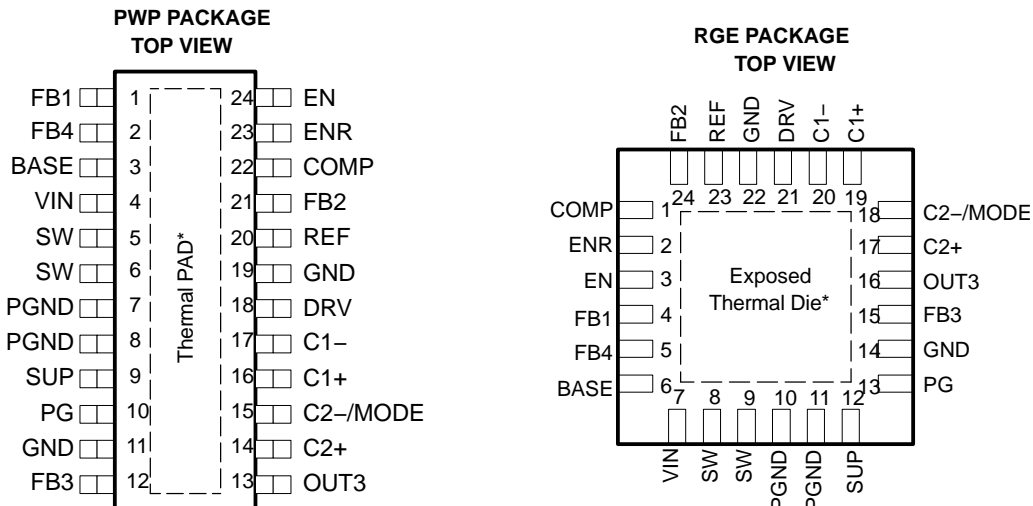 PWP PACKAGE
TOP VIEW
FB1 1 24 EN
FB4 2 23 ENR
BASE 3 22 COMP
VIN 4 21 FB2
SW 5 20 REF
SW 6 19 GND
PGND 7 18 DRV
PGND 8 17 C1−
SUP 9 16 C1+
PG 10 15 C2−/MODE
GND 11 14 C2+
FB3 12 13 OUT3
Thermal PAD*
RGE PACKAGE
TOP VIEW
FB2 REF GND DRV C1− C1+
24 23 22 21 20 19
COMP 1 18 C2−/MODE
ENR 2 17 C2+
EN 3 16 OUT3
FB1 4 15 FB3
FB4 5 14 GND
BASE 6 13 PG
Exposed
Thermal Die*
7 8 9 10 11 12
VIN SW SW PGND PGND SUP